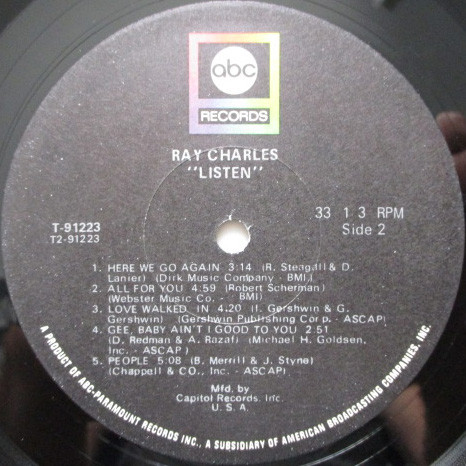 abc
RECORDS
RAY CHARLES
"LISTEN"
T-91223
T2-91223
33 1 3 RPM
Side 2
1. HERE WE GO AGAIN 3:14 (R. Steagall & D.
Lanier) (Dirk Music Company - BMI)
2. ALL FOR YOU 4:59 (Robert Scherman)
(Webster Music Co. - BMI)
3. LOVE WALKED IN 4.20 (I. Gershwin & G.
Gershwin) (Gershwin Publishing Corp. - ASCAP)
4. GEE, BABY AIN'T I GOOD TO YOU 2.51
(D. Redman & A. Razaf) (Michael H. Goldsen,
Inc. - ASCAP)
5. PEOPLE 5:08 (B. Merrill & J. Styne)
(Chappell & CO., Inc. - ASCAP)
Mfd. by
Capitol Records, Inc.
U.S.A.
A PRODUCT OF ABC-PARAMOUNT RECORDS INC., A SUBSIDIARY OF AMERICAN BROADCASTING COMPANIES, INC.